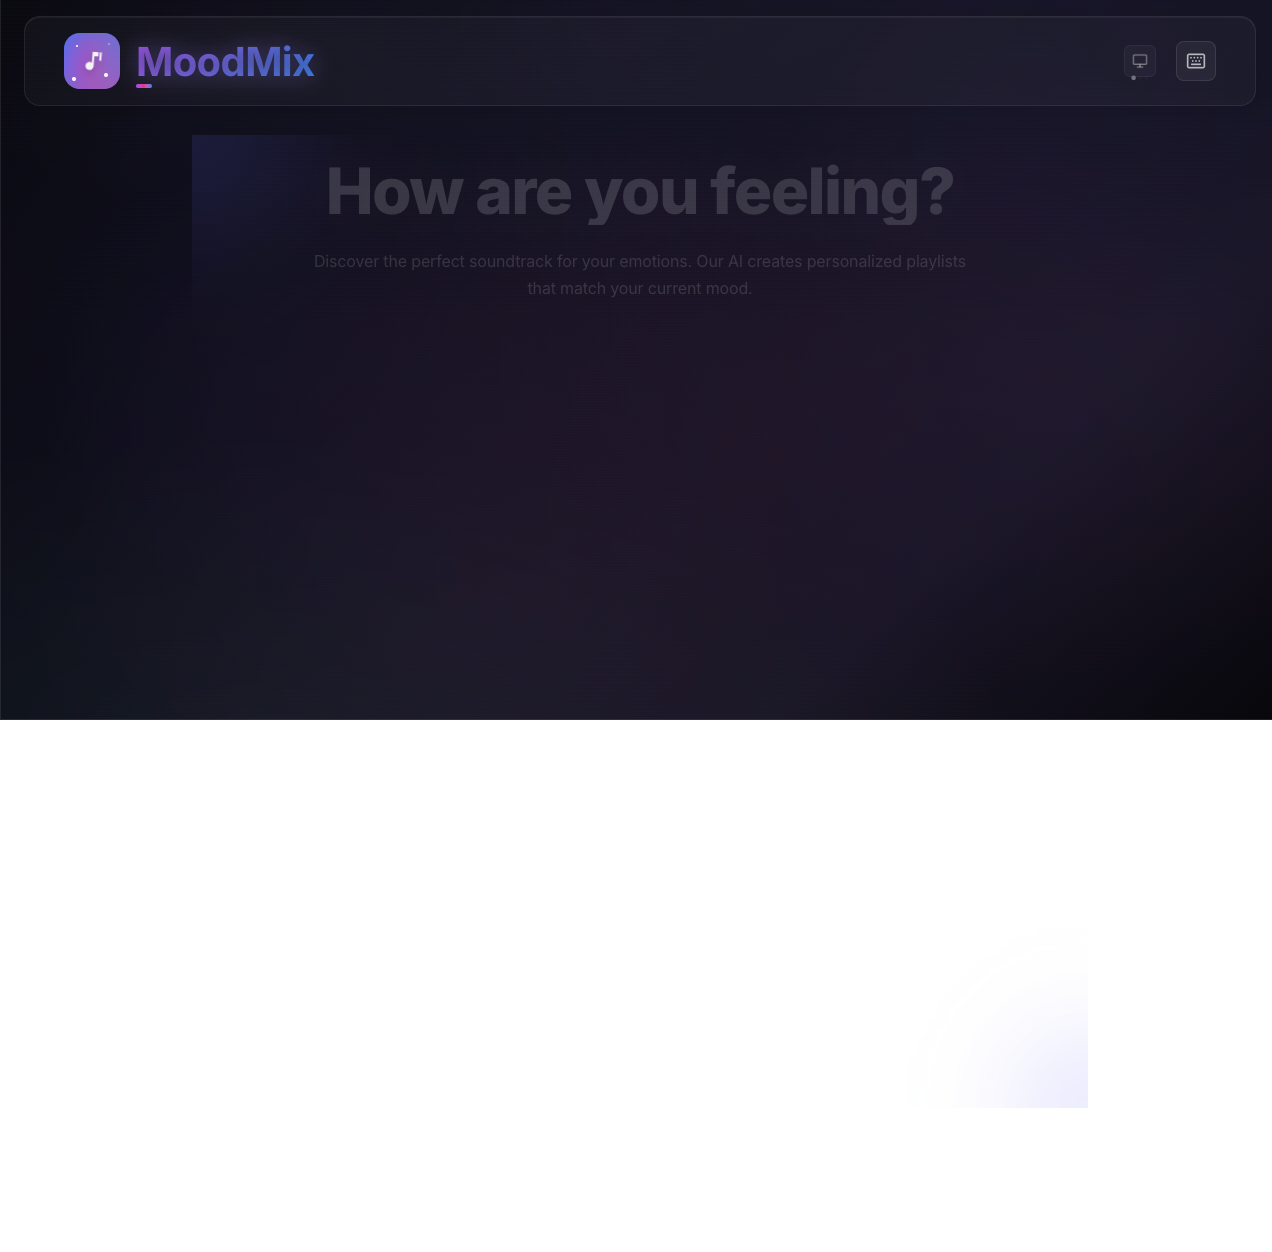 MoodMix
How are you feeling?
Discover the perfect soundtrack for your emotions. Our AI creates personalized playlists
that match your current mood.